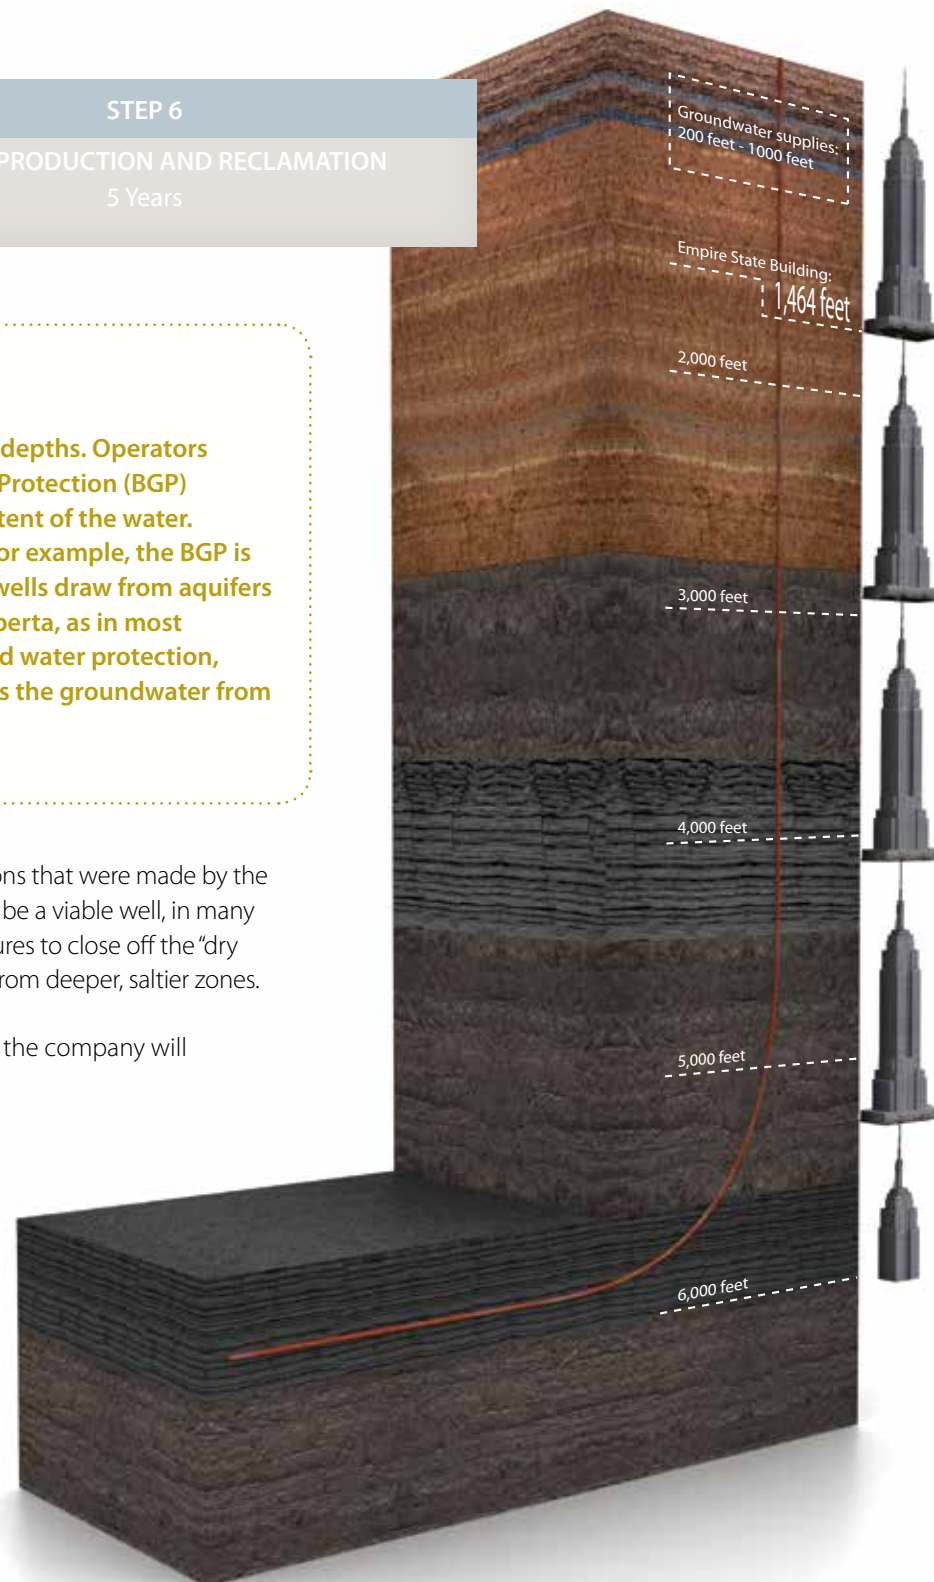 STEP 6
PRODUCTION AND RECLAMATION
5 Years
depths. Operators
Protection (BGP)
tent of the water.
or example, the BGP is
wells draw from aquifers
perta, as in most
d water protection,
s the groundwater from
ons that were made by the
be a viable well, in many
ures to close off the “dry
rom deeper, saltier zones.
the company will
Groundwater supplies:
200 feet - 1000 feet
Empire State Building:
1,464 feet
2,000 feet
3,000 feet
4,000 feet
5,000 feet
6,000 feet